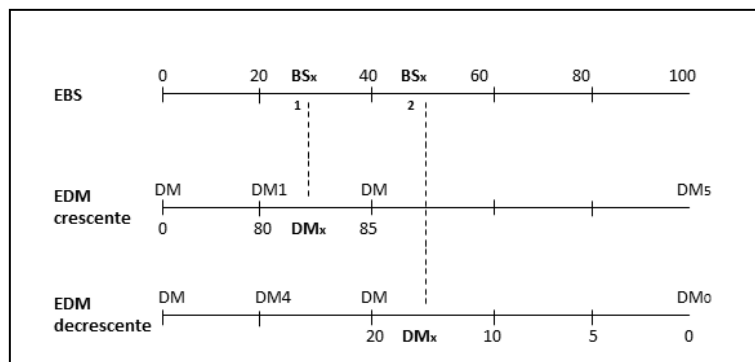 0 20 BSx 40 BSx 60 80 100
EBS
1 2
DM DM1 DM DM5
EDM
crescente
0 80 DMx 85
DM DM4 DM DM0
EDM
decrescente
20 DMx 10 5 0